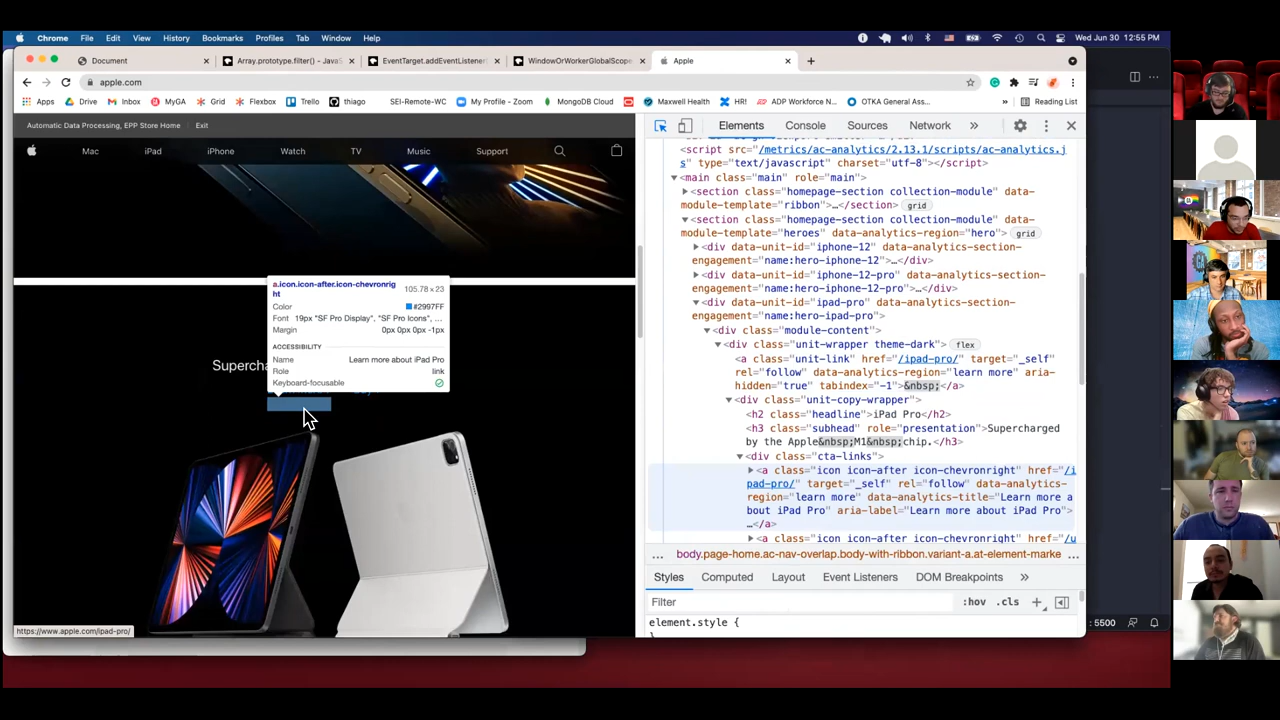 Chrome File Edit View History Bookmarks Profiles Tab Window Help
Wed Jun 30 12:55 PM
Document
Array.prototype.filter() - JavaS
EventTarget.addEventListener(
WindowOrWorkerGlobalScope.
Apple
apple.com
Apps Drive Inbox MyGA Grid Flexbox Trello thiago SEI-Remote-WC My Profile - Zoom MongoDB Cloud Maxwell Health HR! ADP Workforce N... OTKA General Ass... » Reading List
Automatic Data Processing, EPP Store Home Exit
Mac iPad iPhone Watch TV Music Support
Supercha
a.icon.icon-after.icon-chevronrig
ht
105.78×23
Color #2997FF
Font 19px "SF Pro Display", "SF Pro Icons", ...
Margin 0px 0px 0px -1px
ACCESSIBILITY
Name Learn more about iPad Pro
Role link
Keyboard-focusable
https://www.apple.com/ipad-pro/
Elements Console Sources Network »
<script src="/metrics/ac-analytics/2.13.1/scripts/ac-analytics.j
s" type="text/javascript" charset="utf-8"></script>
<main class="main" role="main">
<section class="homepage-section collection-module" data-
module-template="ribbon">…</section> grid
<section class="homepage-section collection-module" data-
module-template="heroes" data-analytics-region="hero"> grid
<div data-unit-id="iphone-12" data-analytics-section-
engagement="name:hero-iphone-12">…</div>
<div data-unit-id="iphone-12-pro" data-analytics-section-
engagement="name:hero-iphone-12-pro">…</div>
<div data-unit-id="ipad-pro" data-analytics-section-
engagement="name:hero-ipad-pro">
<div class="module-content">
<div class="unit-wrapper theme-dark"> flex
<a class="unit-link" href="/ipad-pro/" target="_self"
rel="follow" data-analytics-region="learn more" aria-
hidden="true" tabindex="-1">&nbsp;</a>
<div class="unit-copy-wrapper">
<h2 class="headline">iPad Pro</h2>
<h3 class="subhead" role="presentation">Supercharged
by the Apple&nbsp;M1&nbsp;chip.</h3>
<div class="cta-links">
<a class="icon icon-after icon-chevronright" href="/i
pad-pro/" target="_self" rel="follow" data-analytics-
region="learn more" data-analytics-title="Learn more a
bout iPad Pro" aria-label="Learn more about iPad Pro">
…</a>
<a class="icon icon-after icon-chevronright" href="/u
... body.page-home.ac-nav-overlap.body-with-ribbon.variant-a.at-element-marke ...
Styles Computed Layout Event Listeners DOM Breakpoints »
Filter :hov .cls +
element.style {
}
: 5500